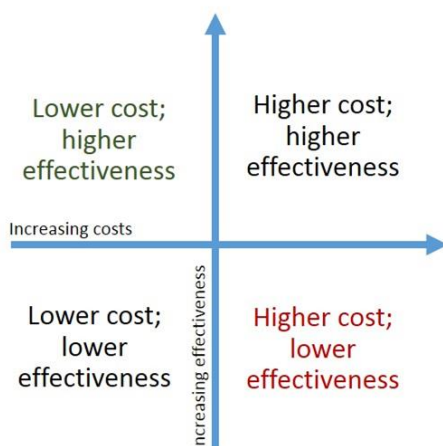 Lower cost;
higher
effectiveness
Higher cost;
higher
effectiveness
Increasing costs
Lower cost;
lower
effectiveness
Increasing effectiveness
Higher cost;
lower
effectiveness